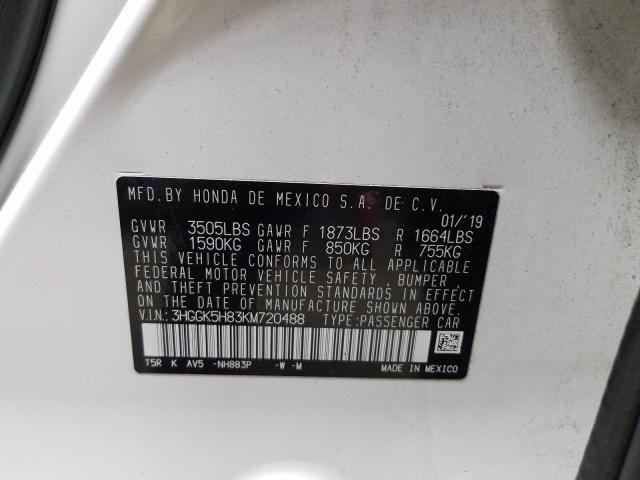 MFD. BY HONDA DE MEXICO S.A. DE C.V.
01/'19
GVWR 3505LBS GAWR F 1873LBS R 1664LBS
GVWR 1590KG GAWR F 850KG R 755KG
THIS VEHICLE CONFORMS TO ALL APPLICABLE
FEDERAL MOTOR VEHICLE SAFETY, BUMPER,
AND THEFT PREVENTION STANDARDS IN EFFECT
ON THE DATE OF MANUFACTURE SHOWN ABOVE.
V.I.N.: 3HGGK5H83KM720488 TYPE: PASSENGER CAR
T5R K AV5 -NH883P -W -M MADE IN MEXICO